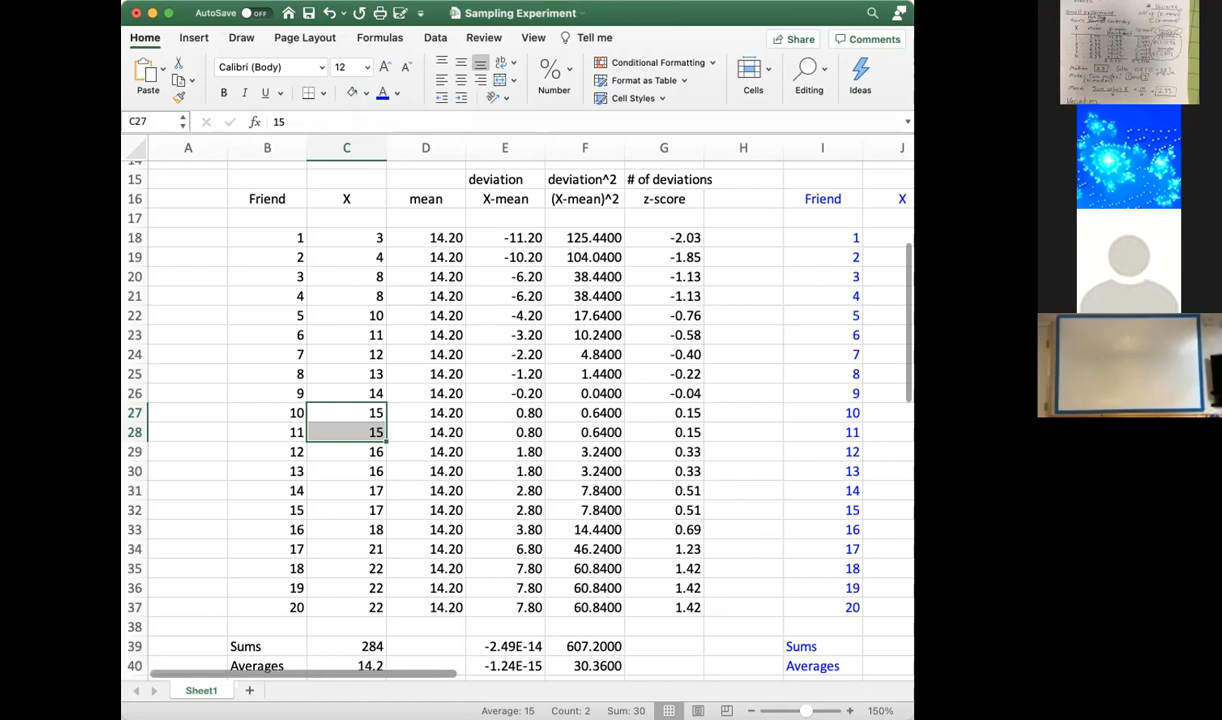 AutoSave OFF Sampling Experiment
Home Insert Draw Page Layout Formulas Data Review View Tell me Share Comments
Paste Calibri (Body) 12 A^ A˅ B I U A ab % Number Conditional Formatting Format as Table Cell Styles Cells Editing Ideas
C27 fx 15
A B C D E F G H I J
14
15 deviation deviation^2 # of deviations
16 Friend X mean X-mean (X-mean)^2 z-score Friend X
17
18 1 3 14.20 -11.20 125.4400 -2.03 1
19 2 4 14.20 -10.20 104.0400 -1.85 2
20 3 8 14.20 -6.20 38.4400 -1.13 3
21 4 8 14.20 -6.20 38.4400 -1.13 4
22 5 10 14.20 -4.20 17.6400 -0.76 5
23 6 11 14.20 -3.20 10.2400 -0.58 6
24 7 12 14.20 -2.20 4.8400 -0.40 7
25 8 13 14.20 -1.20 1.4400 -0.22 8
26 9 14 14.20 -0.20 0.0400 -0.04 9
27 10 15 14.20 0.80 0.6400 0.15 10
28 11 15 14.20 0.80 0.6400 0.15 11
29 12 16 14.20 1.80 3.2400 0.33 12
30 13 16 14.20 1.80 3.2400 0.33 13
31 14 17 14.20 2.80 7.8400 0.51 14
32 15 17 14.20 2.80 7.8400 0.51 15
33 16 18 14.20 3.80 14.4400 0.69 16
34 17 21 14.20 6.80 46.2400 1.23 17
35 18 22 14.20 7.80 60.8400 1.42 18
36 19 22 14.20 7.80 60.8400 1.42 19
37 20 22 14.20 7.80 60.8400 1.42 20
38
39 Sums 284 -2.49E-14 607.2000 Sums
40 Averages 14.2 -1.24E-15 30.3600 Averages
Sheet1 +
Average: 15 Count: 2 Sum: 30 150%